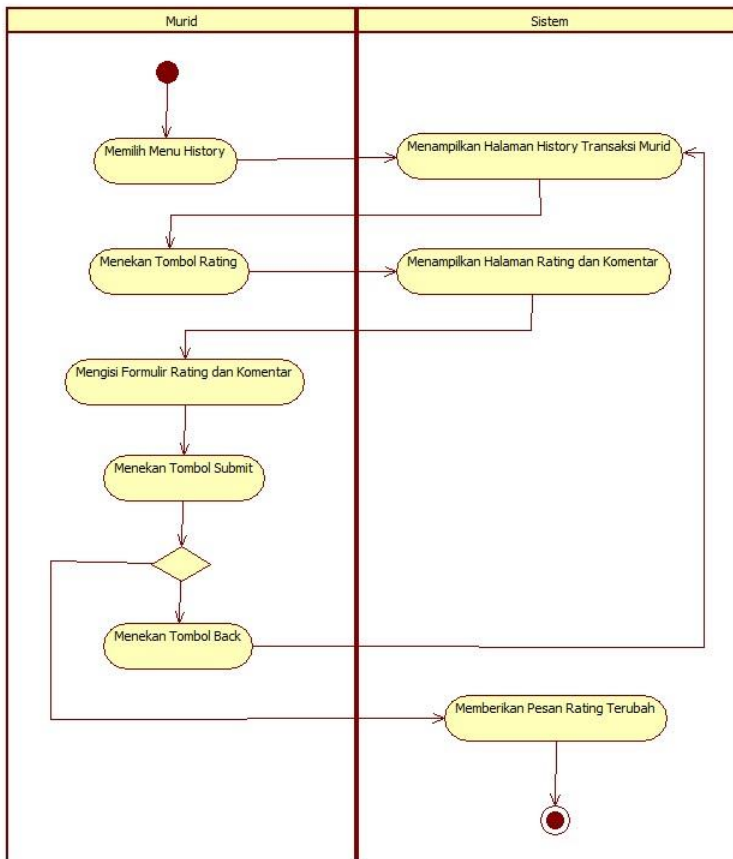 Murid
Sistem
Memilih Menu History
Menampilkan Halaman History Transaksi Murid
Menekan Tombol Rating
Menampilkan Halaman Rating dan Komentar
Mengisi Formulir Rating dan Komentar
Menekan Tombol Submit
Menekan Tombol Back
Memberikan Pesan Rating Terubah